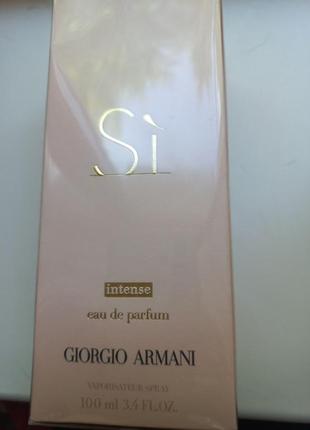 Sì
intense
eau de parfum
GIORGIO ARMANI
VAPORISATEUR SPRAY
100 ml 3.4 FL.OZ.